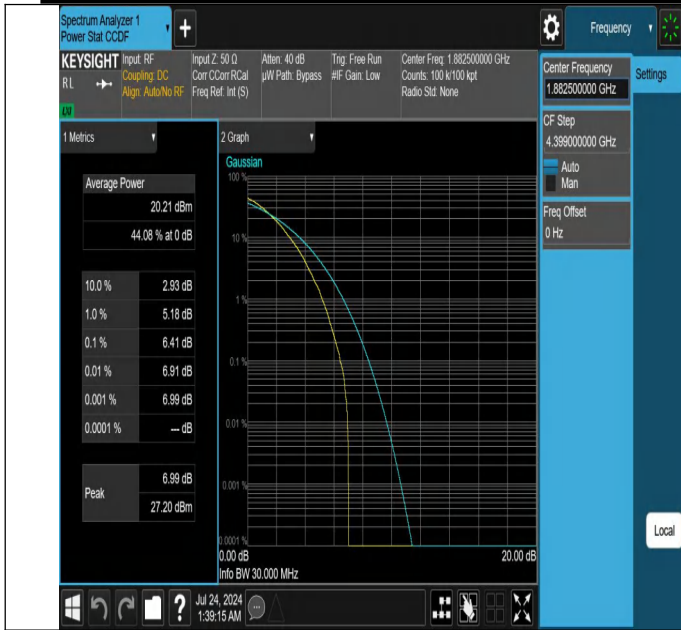 Spectrum Analyzer 1
Power Stat CCDF
+
Frequency
KEYSIGHT
RL
LXI
Input: RF
Coupling: DC
Align: Auto/No RF
Input Z: 50 Ω
Corr CCorr RCal
Freq Ref: Int (S)
Atten: 40 dB
µW Path: Bypass
Trig: Free Run
#IF Gain: Low
Center Freq: 1.882500000 GHz
Counts: 100 k/100 kpt
Radio Std: None
Center Frequency
1.882500000 GHz
Settings
CF Step
4.399000000 GHz
Auto
Man
Freq Offset
0 Hz
1 Metrics
Average Power
20.21 dBm
44.08 % at 0 dB
10.0 % 2.93 dB
1.0 % 5.18 dB
0.1 % 6.41 dB
0.01 % 6.91 dB
0.001 % 6.99 dB
0.0001 % --- dB
Peak
6.99 dB
27.20 dBm
2 Graph
Gaussian
100 %
10 %
1 %
0.1 %
0.01 %
0.001 %
0.0001 %
0.00 dB 20.00 dB
Info BW 30.000 MHz
Local
?
Jul 24, 2024
1:39:15 AM